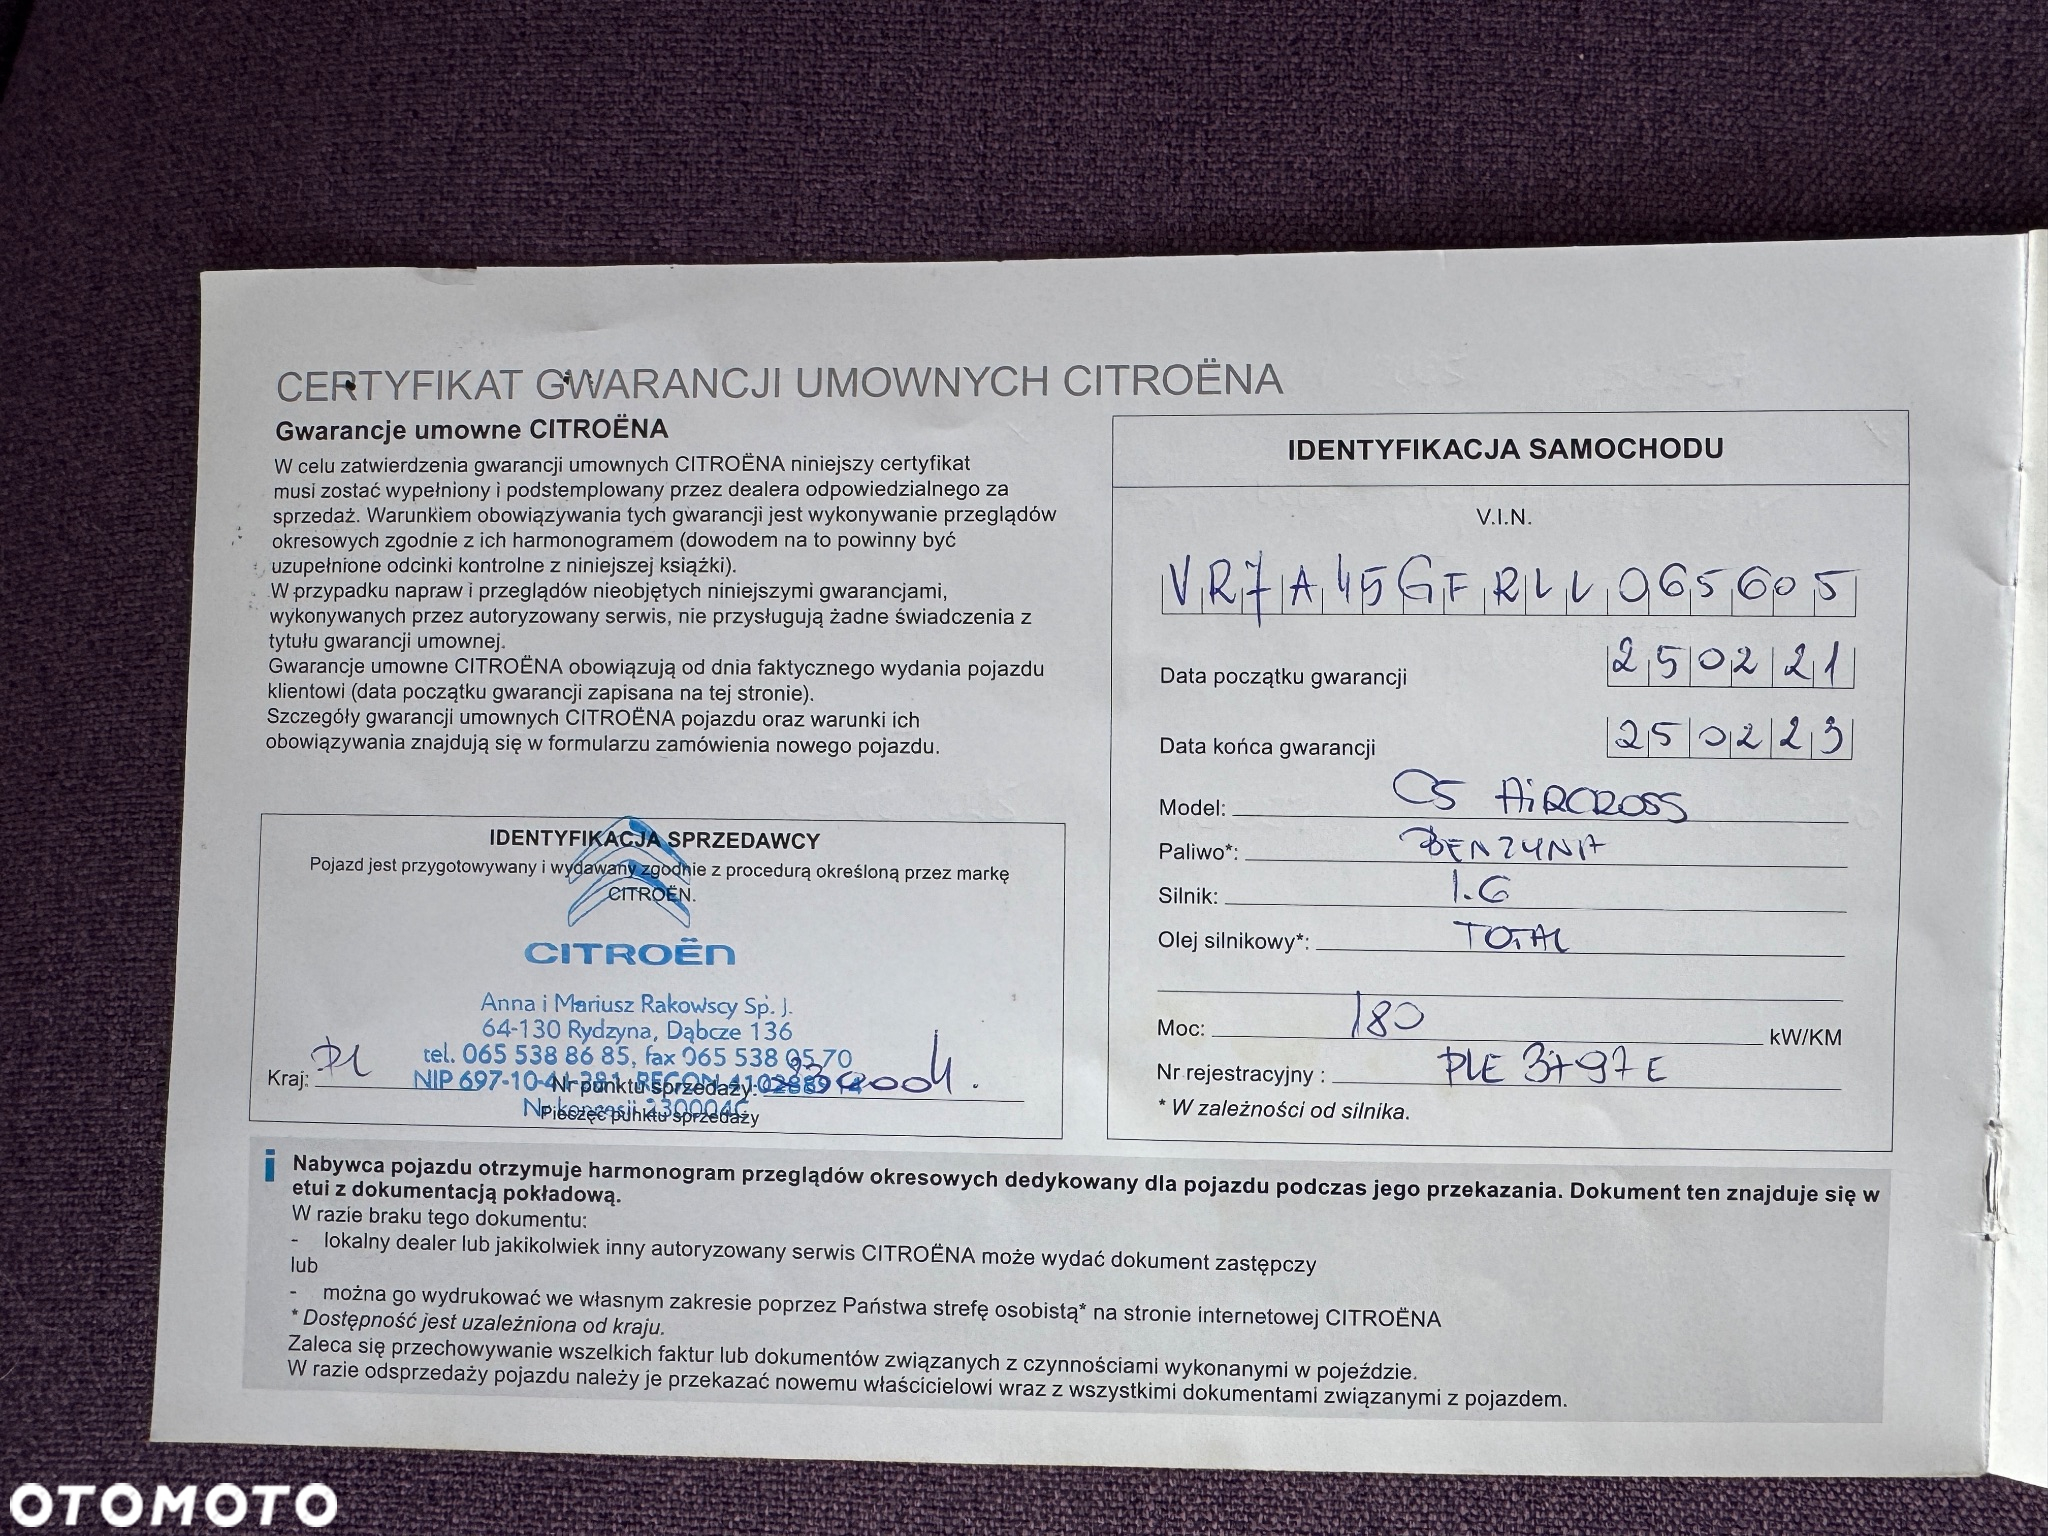 CERTYFIKAT GWARANCJI UMOWNYCH CITROËNA
Gwarancje umowne CITROËNA
W celu zatwierdzenia gwarancji umownych CITROËNA niniejszy certyfikat
musi zostać wypełniony i podstemplowany przez dealera odpowiedzialnego za
sprzedaż. Warunkiem obowiązywania tych gwarancji jest wykonywanie przeglądów
okresowych zgodnie z ich harmonogramem (dowodem na to powinny być
uzupełnione odcinki kontrolne z niniejszej książki).
W przypadku napraw i przeglądów nieobjętych niniejszymi gwarancjami,
wykonywanych przez autoryzowany serwis, nie przysługują żadne świadczenia z
tytułu gwarancji umownej.
Gwarancje umowne CITROËNA obowiązują od dnia faktycznego wydania pojazdu
klientowi (data początku gwarancji zapisana na tej stronie).
Szczegóły gwarancji umownych CITROËNA pojazdu oraz warunki ich
obowiązywania znajdują się w formularzu zamówienia nowego pojazdu.
IDENTYFIKACJA SPRZEDAWCY
Pojazd jest przygotowywany i wydawany zgodnie z procedurą określoną przez markę
CITROËN.
CITROËN
Anna i Mariusz Rakowscy Sp. J.
64-130 Rydzyna, Dąbcze 136
tel. 065 538 86 85, fax 065 538 05 70
Kraj: PL
Nr punktu sprzedaży:
Pieczęć punktu sprzedaży
IDENTYFIKACJA SAMOCHODU
V.I.N.
VR7A45GFRLL065605
Data początku gwarancji 250221
Data końca gwarancji 250223
Model: C5 AIRCROSS
Paliwo*: BENZYNA
Silnik: 1.6
Olej silnikowy*: TOTAL
Moc: 180 kW/KM
Nr rejestracyjny : PLE 3797E
* W zależności od silnika.
i Nabywca pojazdu otrzymuje harmonogram przeglądów okresowych dedykowany dla pojazdu podczas jego przekazania. Dokument ten znajduje się w
etui z dokumentacją pokładową.
W razie braku tego dokumentu:
- lokalny dealer lub jakikolwiek inny autoryzowany serwis CITROËNA może wydać dokument zastępczy
lub
- można go wydrukować we własnym zakresie poprzez Państwa strefę osobistą* na stronie internetowej CITROËNA
* Dostępność jest uzależniona od kraju.
Zaleca się przechowywanie wszelkich faktur lub dokumentów związanych z czynnościami wykonanymi w pojeździe.
W razie odsprzedaży pojazdu należy je przekazać nowemu właścicielowi wraz z wszystkimi dokumentami związanymi z pojazdem.
OTOMOTO